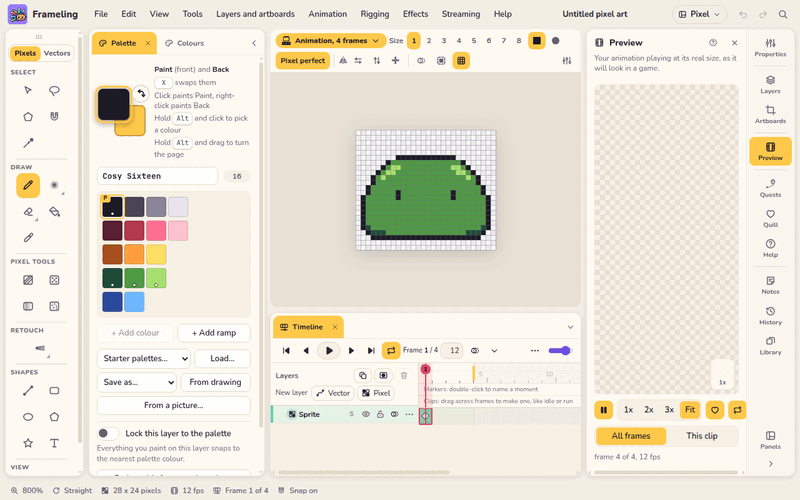 Frameling
File Edit View Tools Layers and artboards Animation Rigging Effects Streaming Help
Untitled pixel art
Pixel
Pixels Vectors
SELECT
DRAW
PIXEL TOOLS
RETOUCH
SHAPES
VIEW
Palette
Colours
Paint (front) and Back
X swaps them
Click paints Paint, right-
click paints Back
Hold Alt and click to pick
a colour
Hold Alt and drag to turn
the page
Cosy Sixteen
16
P
+ Add colour
+ Add ramp
Starter palettes...
Load...
Save as...
From drawing
From a picture...
Lock this layer to the palette
Everything you paint on this layer snaps to
the nearest palette colour.
Animation, 4 frames
Size 1 2 3 4 5 6 7 8
Pixel perfect
Timeline
Frame 1 / 4
12
Layers
New layer
Vector
Pixel
1
5
10
Markers: double-click to name a moment
Clips: drag across frames to make one, like idle or run
Sprite
S
Preview
Your animation playing at its real size, as it
will look in a game.
1x
1x 2x 3x Fit
All frames
This clip
frame 4 of 4, 12 fps
Properties
Layers
Artboards
Preview
Quests
Quill
Help
Notes
History
Library
Panels
800%
Straight
28 x 24 pixels
12 fps
Frame 1 of 4
Snap on